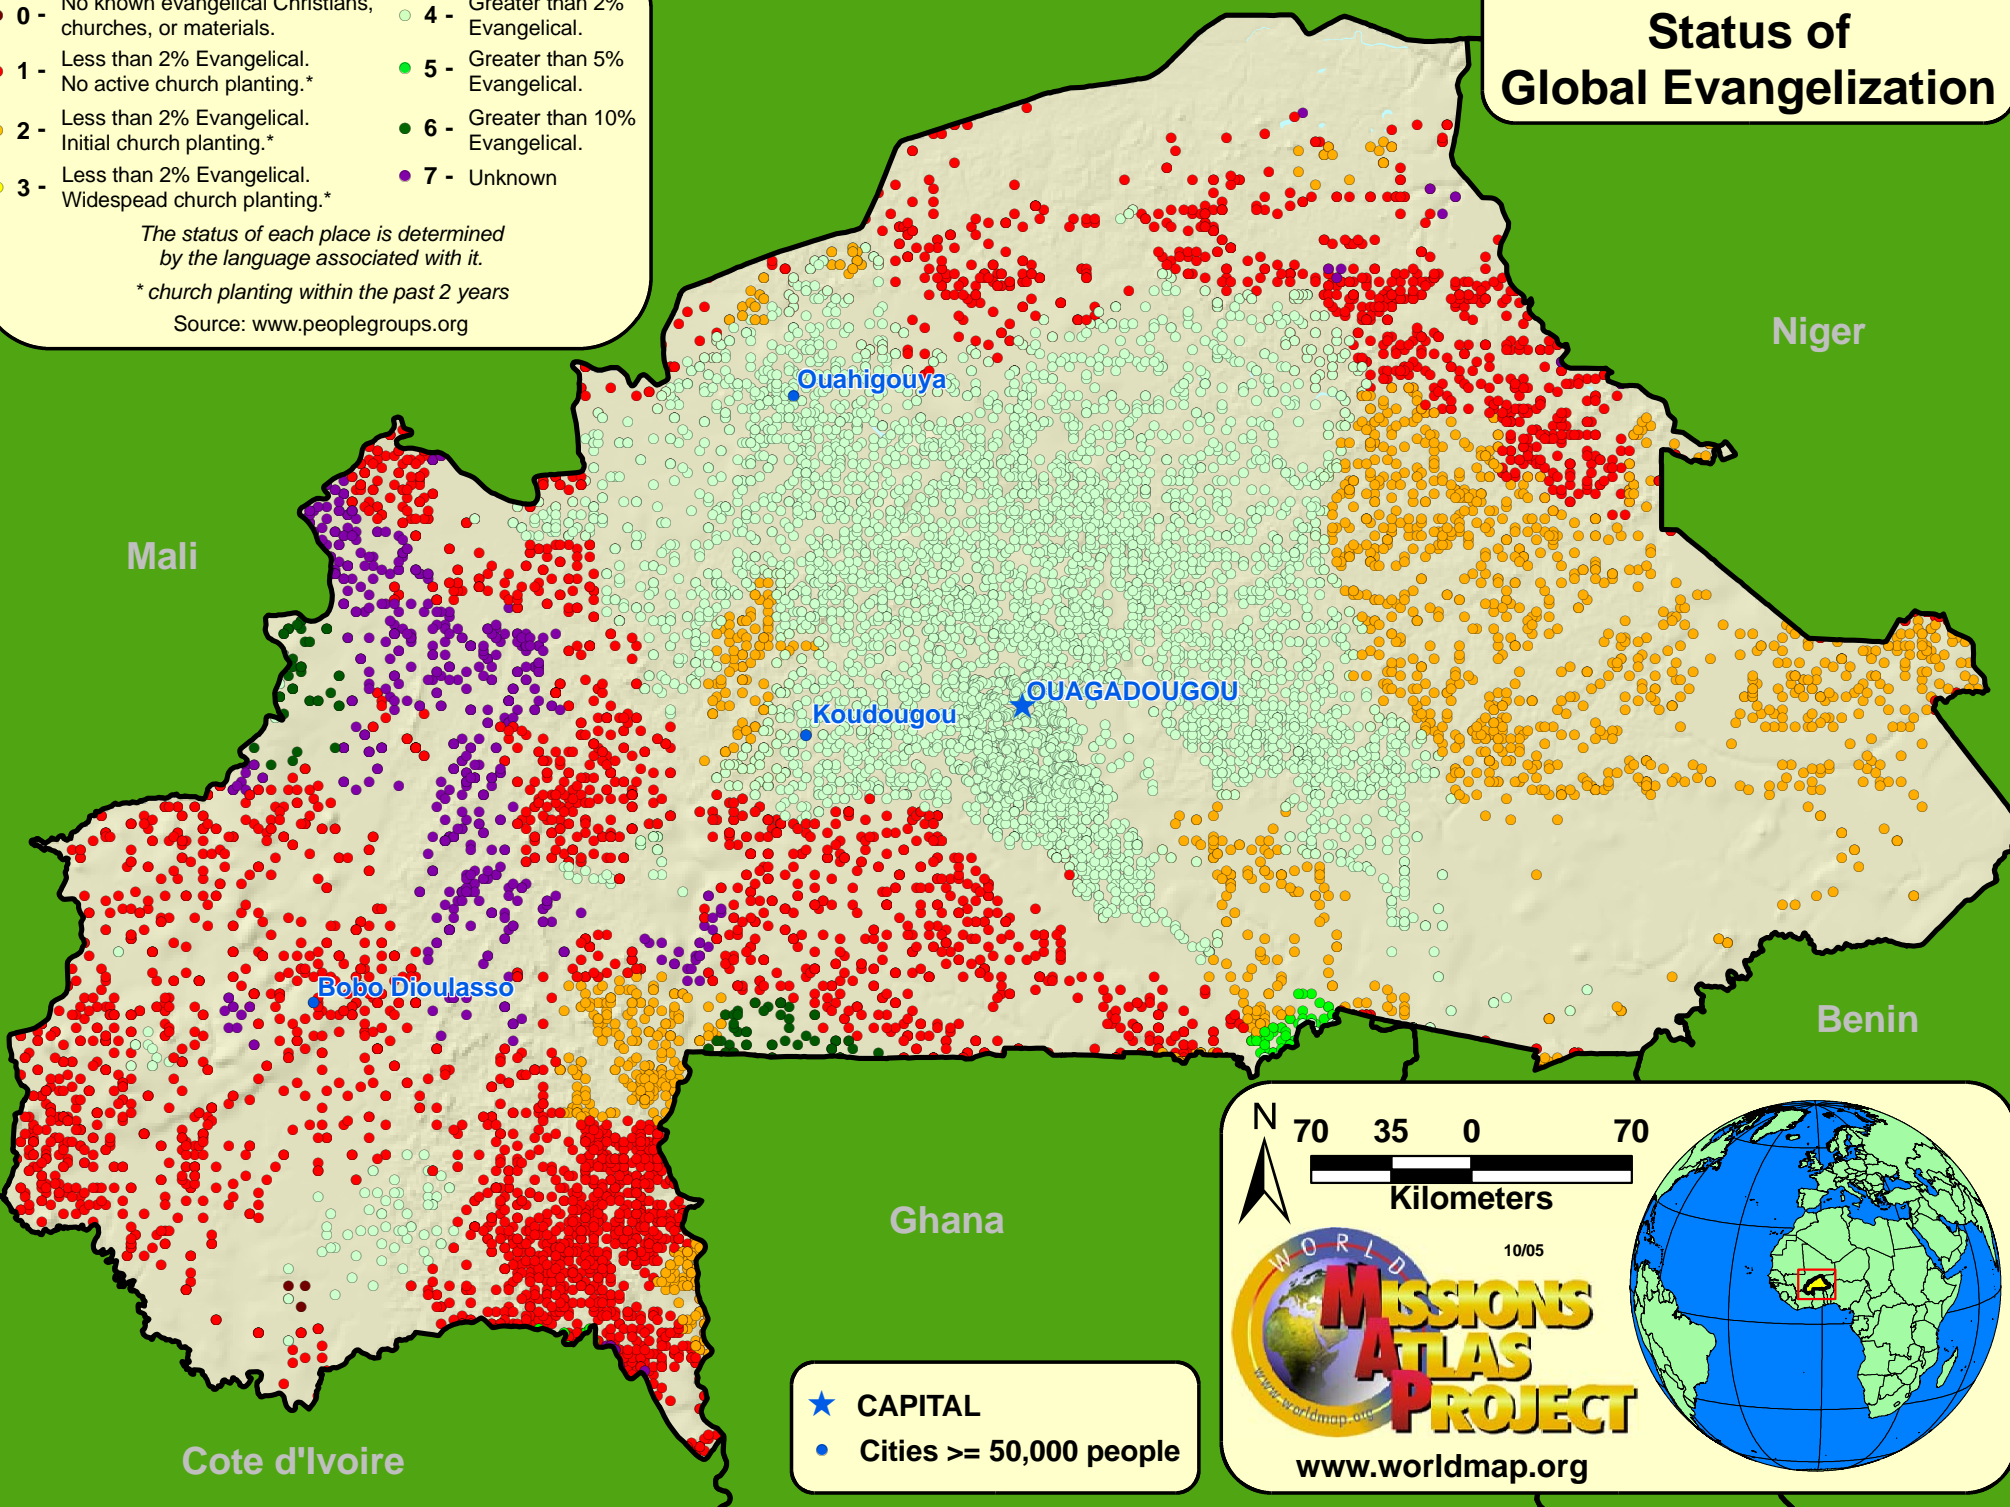 No known evangelical Christians,
0 - churches, or materials.
1 - Less than 2% Evangelical.
No active church planting.*
2 - Less than 2% Evangelical.
Initial church planting.*
3 - Less than 2% Evangelical.
Widespead church planting.*
4 - Greater than 2%
Evangelical.
5 - Greater than 5%
Evangelical.
6 - Greater than 10%
Evangelical.
7 - Unknown
The status of each place is determined
by the language associated with it.
* church planting within the past 2 years
Source: www.peoplegroups.org
Status of
Global Evangelization
Niger
Ouahigouya
Mali
OUAGADOUGOU
Koudougou
Bobo Dioulasso
Benin
Ghana
Cote d'Ivoire
CAPITAL
Cities >= 50,000 people
N
70 35 0 70
Kilometers
10/05
WORLD
MISSIONS
ATLAS
PROJECT
www.worldmap.org
www.worldmap.org